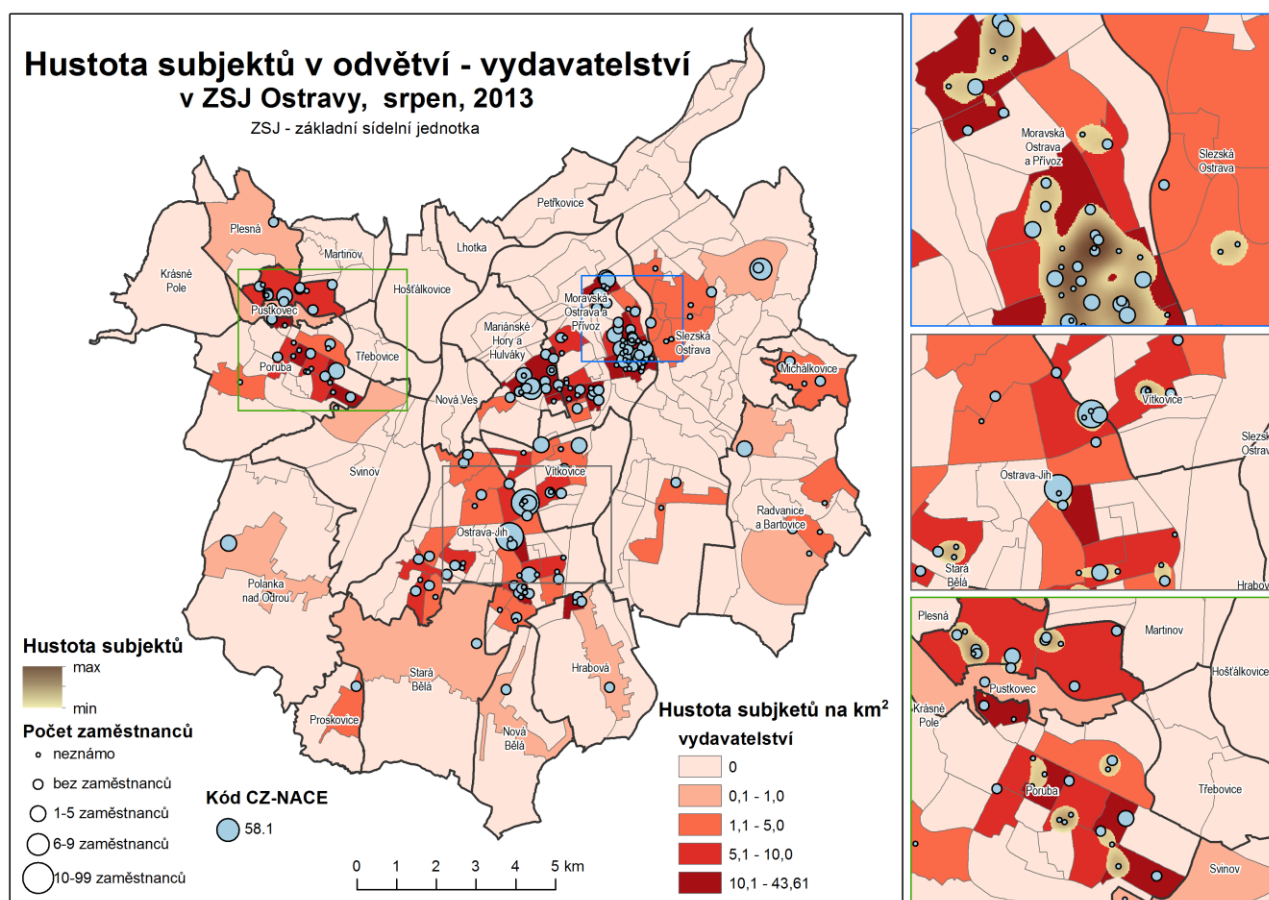 Hustota subjektů v odvětví - vydavatelství
v ZSJ Ostravy, srpen, 2013
ZSJ - základní sídelní jednotka
Petřkovice
Plesná
Martinov
Lhotka
Krásné
Pole
Hošťálkovice
Pustkovec
Moravská
Ostrava a
Přívoz
Mariánské
Hory a
Hulváky
Slezská
Ostrava
Třebovice
Poruba
Michalkovice
Nová Ves
Svinov
Vítkovice
Radvanice
a Bartovice
Ostrava-Jih
Polanka
nad Odrou
Stará
Bělá
Hrabová
Proskovice
Nová
Bělá
Hustota subjektů
max
min
Počet zaměstnanců
neznámo
bez zaměstnanců
1-5 zaměstnanců
6-9 zaměstnanců
10-99 zaměstnanců
Kód CZ-NACE
58.1
0 1 2 3 4 5 km
Hustota subjketů na km²
vydavatelství
0
0,1 - 1,0
1,1 - 5,0
5,1 - 10,0
10,1 - 43,61
Moravská
Ostrava
a Přívoz
Slezská
Ostrava
Vítkovice
Slezs
Ostra
Ostrava-Jih
Stará
Bělá
Hrabov
Plesná
Martinov
Hošťálkovice
Pustkovec
Krásné
Pole
Třebovice
Poruba
Svinov